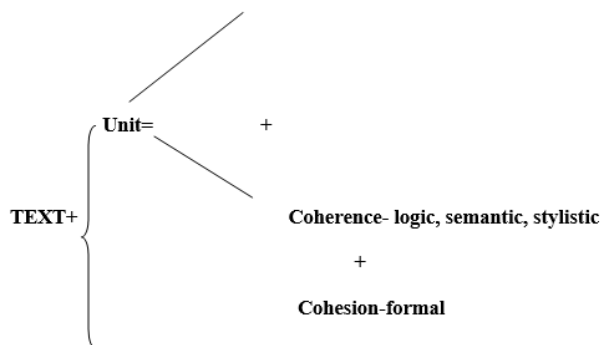 Unit=
+
TEXT+
Coherence- logic, semantic, stylistic
+
Cohesion-formal